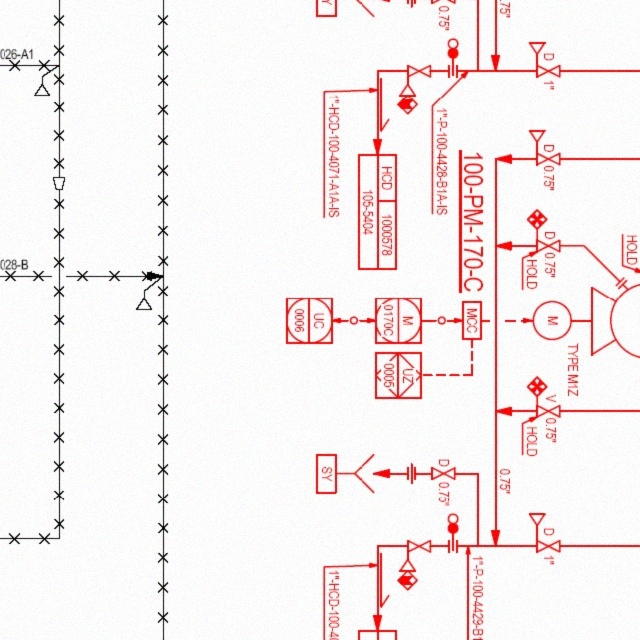 026-A1
028-B
0.75"
0.75"
SY
D
1"
1"-HCD-100-4071-A1A-IS
1"-P-100-4428-B1A-IS
HCD
1000578
105-5404
100-PM-170-C
D
0.75"
D
0.75"
HOLD
HOLD
UC
0006
M
0170C
MCC
M
TYPE M1Z
UZ
0005
V
0.75"
HOLD
SY
D
0.75"
0.75"
D
1"
1"-HCD-100-40
1"-P-100-4429-B1